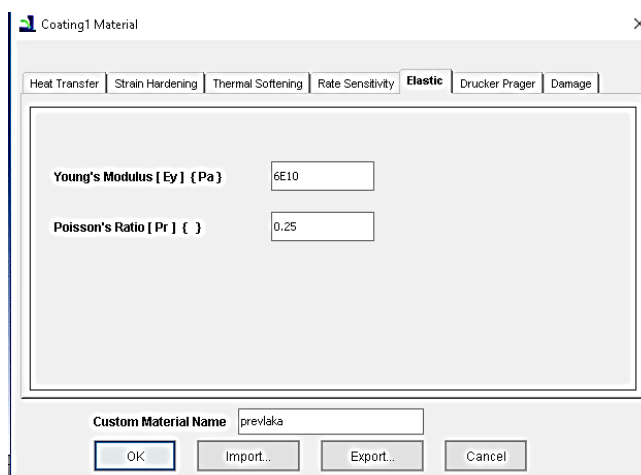 Coating1 Material
Heat Transfer Strain Hardening Thermal Softening Rate Sensitivity Elastic Drucker Prager Damage
Young's Modulus [ Ey ] { Pa } 6E10
Poisson's Ratio [ Pr ] { } 0.25
Custom Material Name prevlaka
OK Import... Export... Cancel